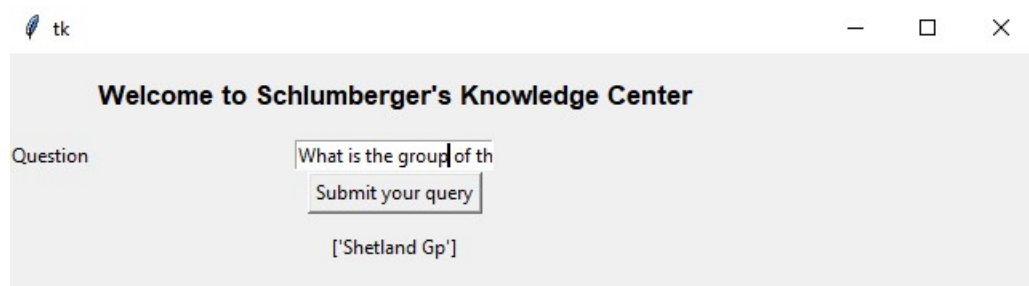 tk
Welcome to Schlumberger's Knowledge Center
Question What is the group of th
Submit your query
['Shetland Gp']